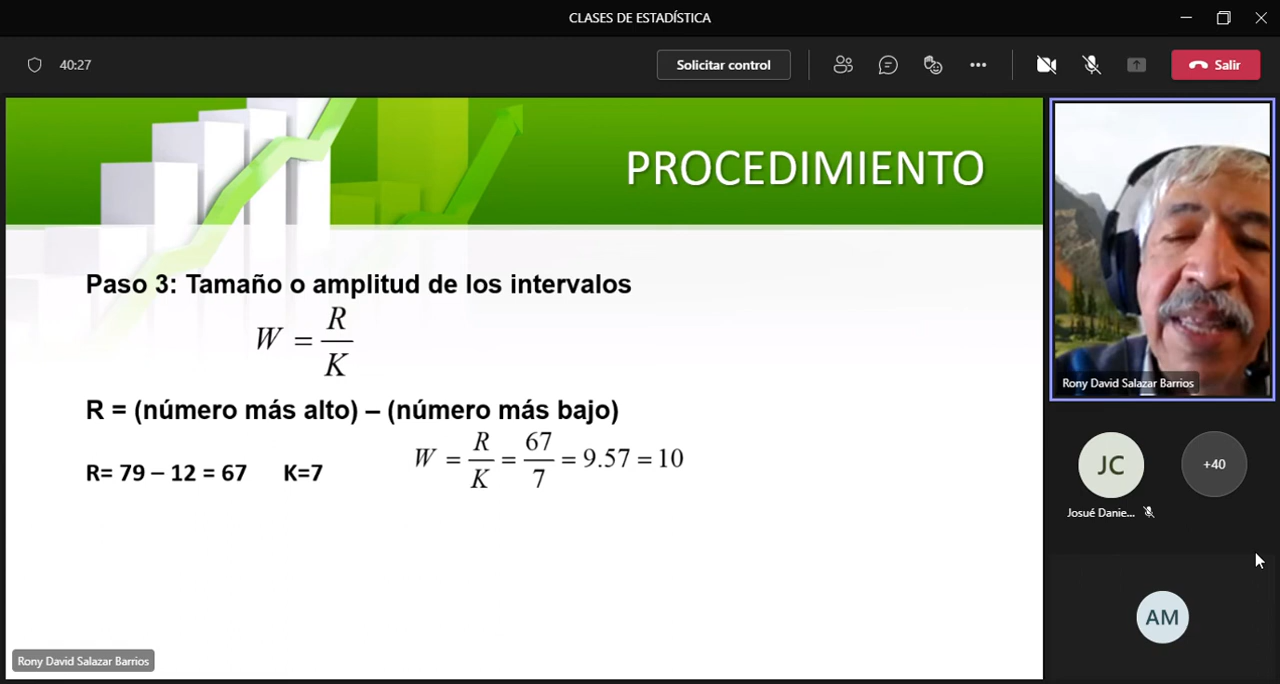 CLASES DE ESTADÍSTICA
40:27
Solicitar control
Salir
PROCEDIMIENTO
Paso 3: Tamaño o amplitud de los intervalos
W = R/K
R = (número más alto) – (número más bajo)
R= 79 – 12 = 67 K=7
W = R/K = 67/7 = 9.57 = 10
Rony David Salazar Barrios
Rony David Salazar Barrios
JC
+40
Josué Danie...
AM